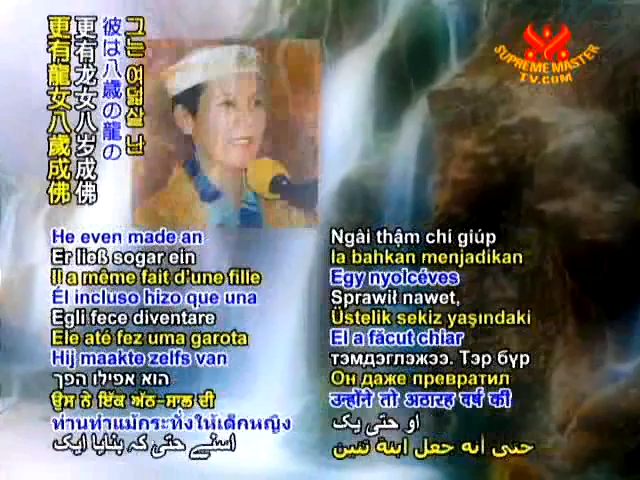 그는 여덟살 난
彼は八歳の龍の
更有龙女八岁成佛
更有龍女八歲成佛
SUPREME MASTER
TV.COM
He even made an
Er ließ sogar ein
Il a même fait d'une fille
Él incluso hizo que una
Egli fece diventare
Ele até fez uma garota
Hij maakte zelfs van
הוא אפילו הפך
ਉਸ ਨੇ ਇੱਕ ਅੱਠ-ਸਾਲ ਦੀ
ท่านทำแม้กระทั่งให้เด็กหญิง
اسنے حتی کہ بنایا ایک
Ngài thậm chí giúp
Ia bahkan menjadikan
Egy nyolcéves
Sprawił nawet,
Üstelik sekiz yaşındaki
El a făcut chiar
тэмдэглэжээ. Тэр бүр
Он даже превратил
उन्होंने तो अठारह वर्ष की
او حتی یک
حتى أنه جعل ابنة تنين